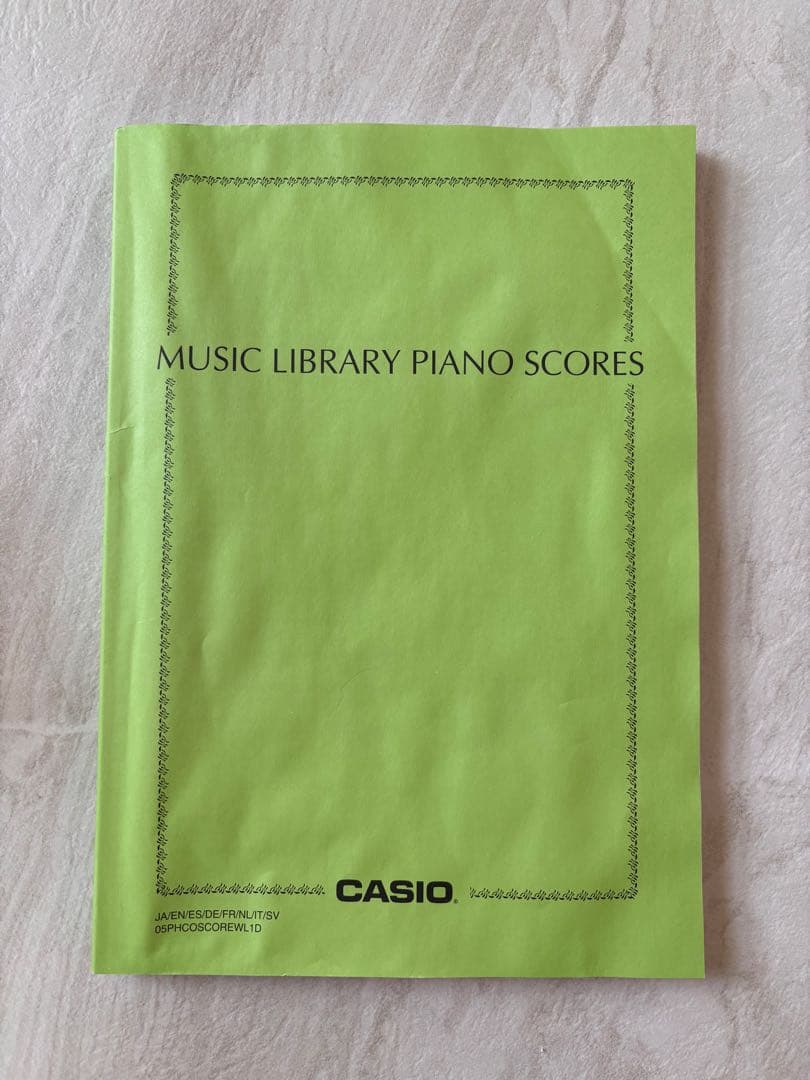 MUSIC LIBRARY PIANO SCORES
CASIO®
JA/EN/ES/DE/FR/NL/IT/SV
05PHCOSCOREWL1D